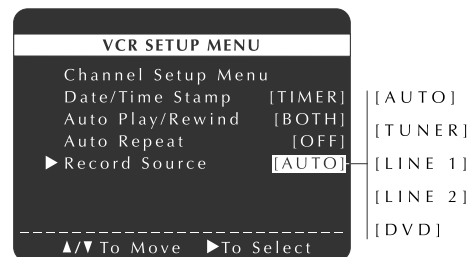 VCR SETUP MENU
Channel Setup Menu
Date/Time Stamp [TIMER]
Auto Play/Rewind [BOTH]
Auto Repeat [OFF]
▶Record Source [AUTO]
▲/▼ To Move ▶To Select
[AUTO]
[TUNER]
[LINE 1]
[LINE 2]
[DVD]